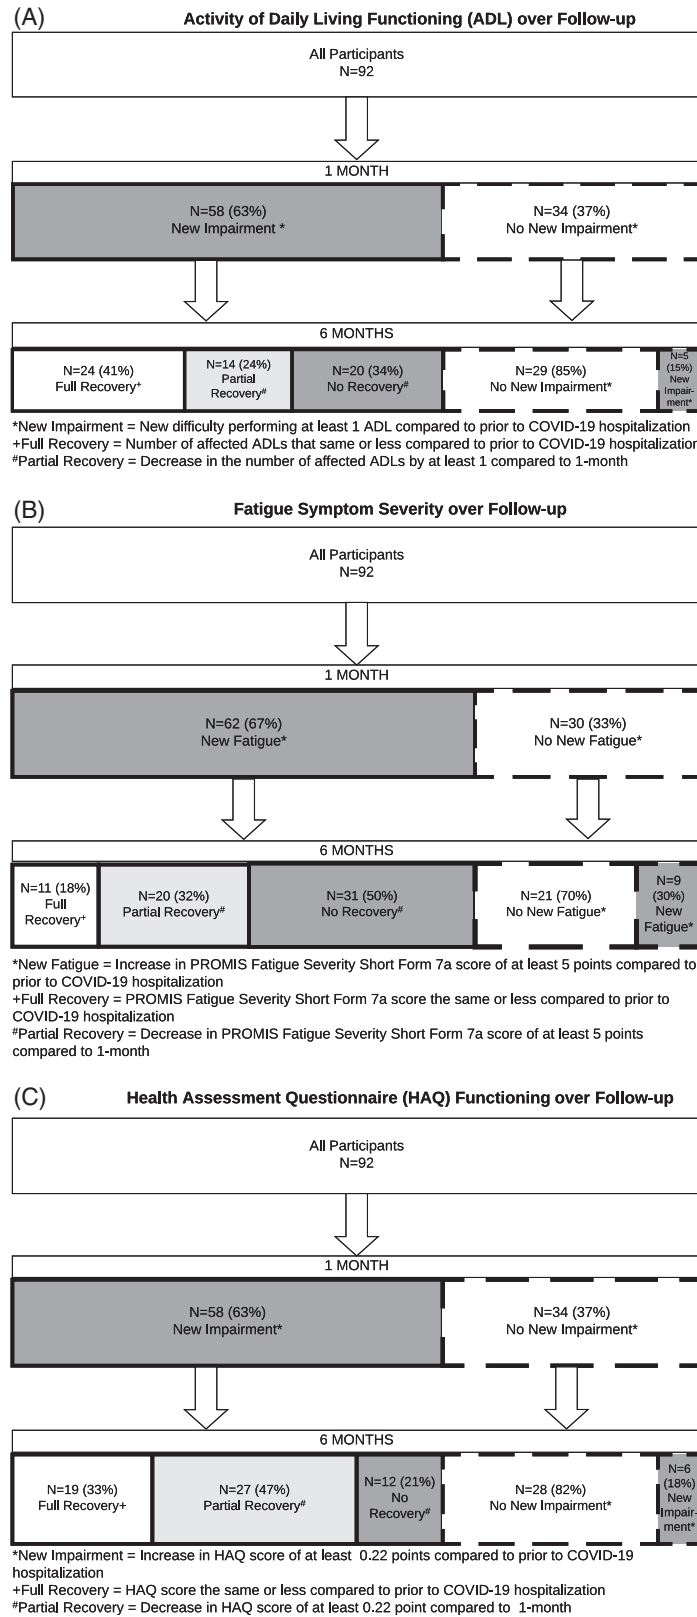 (A)
Activity of Daily Living Functioning (ADL) over Follow-up
All Participants
N=92
1 MONTH
N=58 (63%)
New Impairment *
N=34 (37%)
No New Impairment*
6 MONTHS
N=24 (41%)
Full Recovery+
N=14 (24%)
Partial
Recovery#
N=20 (34%)
No Recovery#
N=29 (85%)
No New Impairment*
N=5
(15%)
New
Impair-
ment*
*New Impairment = New difficulty performing at least 1 ADL compared to prior to COVID-19 hospitalization
+Full Recovery = Number of affected ADLs that same or less compared to prior to COVID-19 hospitalization
#Partial Recovery = Decrease in the number of affected ADLs by at least 1 compared to 1-month
(B)
Fatigue Symptom Severity over Follow-up
All Participants
N=92
1 MONTH
N=62 (67%)
New Fatigue*
N=30 (33%)
No New Fatigue*
6 MONTHS
N=11 (18%)
Full
Recovery+
N=20 (32%)
Partial Recovery#
N=31 (50%)
No Recovery#
N=21 (70%)
No New Fatigue*
N=9
(30%)
New
Fatigue*
*New Fatigue = Increase in PROMIS Fatigue Severity Short Form 7a score of at least 5 points compared to
prior to COVID-19 hospitalization
+Full Recovery = PROMIS Fatigue Severity Short Form 7a score the same or less compared to prior to
COVID-19 hospitalization
#Partial Recovery = Decrease in PROMIS Fatigue Severity Short Form 7a score of at least 5 points
compared to 1-month
(C)
Health Assessment Questionnaire (HAQ) Functioning over Follow-up
All Participants
N=92
1 MONTH
N=58 (63%)
New Impairment*
N=34 (37%)
No New Impairment*
6 MONTHS
N=19 (33%)
Full Recovery+
N=27 (47%)
Partial Recovery#
N=12 (21%)
No
Recovery#
N=28 (82%)
No New Impairment*
N=6
(18%)
New
Impair-
ment*
*New Impairment = Increase in HAQ score of at least 0.22 points compared to prior to COVID-19
hospitalization
+Full Recovery = HAQ score the same or less compared to prior to COVID-19 hospitalization
#Partial Recovery = Decrease in HAQ score of at least 0.22 point compared to 1-month